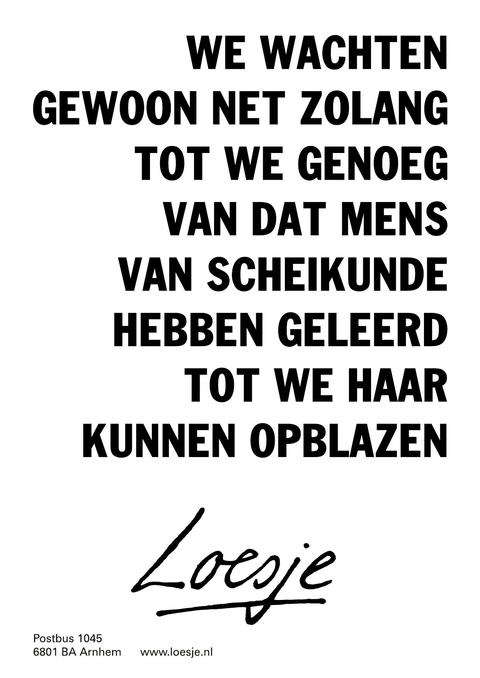 WE WACHTEN
GEWOON NET ZOLANG
TOT WE GENOEG
VAN DAT MENS
VAN SCHEIKUNDE
HEBBEN GELEERD
TOT WE HAAR
KUNNEN OPBLAZEN
Loesje
Postbus 1045
6801 BA Arnhem www.loesje.nl